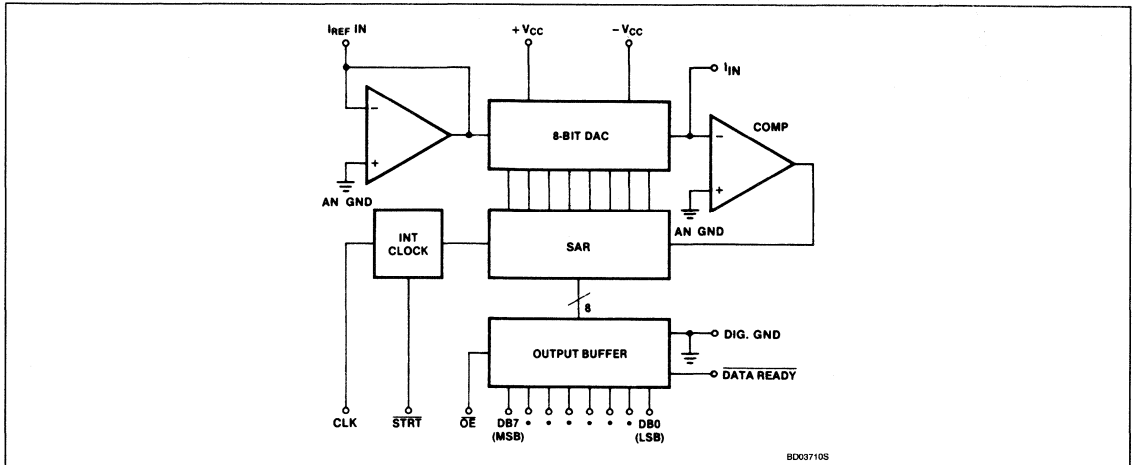 IREF IN
+ VCC
− VCC
IIN
COMP
−
+
AN GND
8-BIT DAC
−
+
AN GND
INT
CLOCK
SAR
8
OUTPUT BUFFER
DIG. GND
DATA READY
CLK
STRT
OE
DB7
(MSB)
DB0
(LSB)
BD03710S